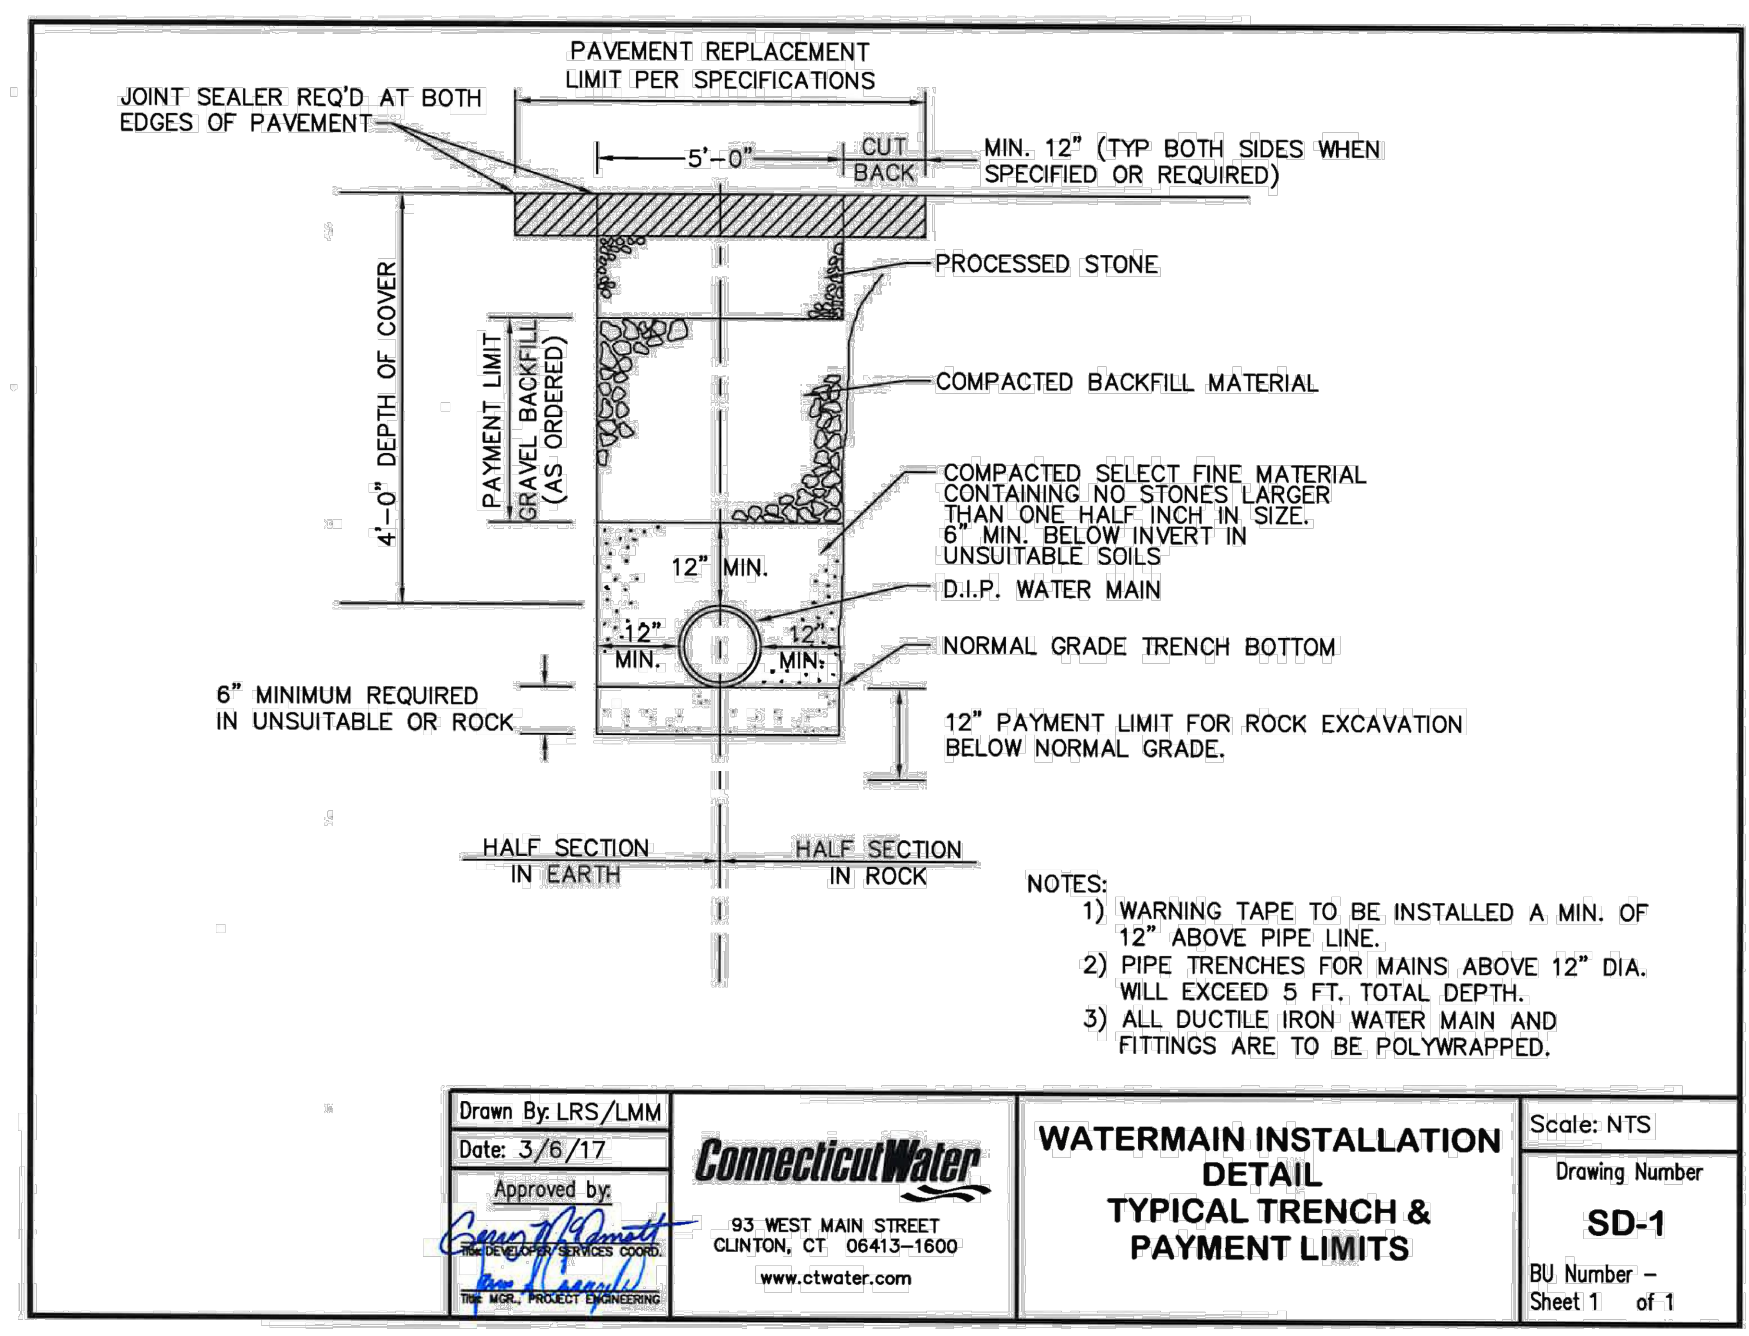 PAVEMENT REPLACEMENT
LIMIT PER SPECIFICATIONS
JOINT SEALER REQ'D AT BOTH
EDGES OF PAVEMENT
5'-0"
CUT
BACK
MIN. 12" (TYP BOTH SIDES WHEN
SPECIFIED OR REQUIRED)
PROCESSED STONE
4'-0" DEPTH OF COVER
PAYMENT LIMIT
GRAVEL BACKFILL
(AS ORDERED)
COMPACTED BACKFILL MATERIAL
COMPACTED SELECT FINE MATERIAL
CONTAINING NO STONES LARGER
THAN ONE HALF INCH IN SIZE.
6" MIN. BELOW INVERT IN
UNSUITABLE SOILS
12" MIN.
D.I.P. WATER MAIN
12"
MIN.
12"
MIN.
NORMAL GRADE TRENCH BOTTOM
6" MINIMUM REQUIRED
IN UNSUITABLE OR ROCK
12" PAYMENT LIMIT FOR ROCK EXCAVATION
BELOW NORMAL GRADE.
HALF SECTION
IN EARTH
HALF SECTION
IN ROCK
NOTES:
1) WARNING TAPE TO BE INSTALLED A MIN. OF
12" ABOVE PIPE LINE.
2) PIPE TRENCHES FOR MAINS ABOVE 12" DIA.
WILL EXCEED 5 FT. TOTAL DEPTH.
3) ALL DUCTILE IRON WATER MAIN AND
FITTINGS ARE TO BE POLYWRAPPED.
Drawn By: LRS/LMM
Date: 3/6/17
Approved by:
Title: DEVELOPER SERVICES COORD.
Title: MGR., PROJECT ENGINEERING
ConnecticutWater
93 WEST MAIN STREET
CLINTON, CT 06413-1600
www.ctwater.com
WATERMAIN INSTALLATION
DETAIL
TYPICAL TRENCH &
PAYMENT LIMITS
Scale: NTS
Drawing Number
SD-1
BU Number -
Sheet 1 of 1